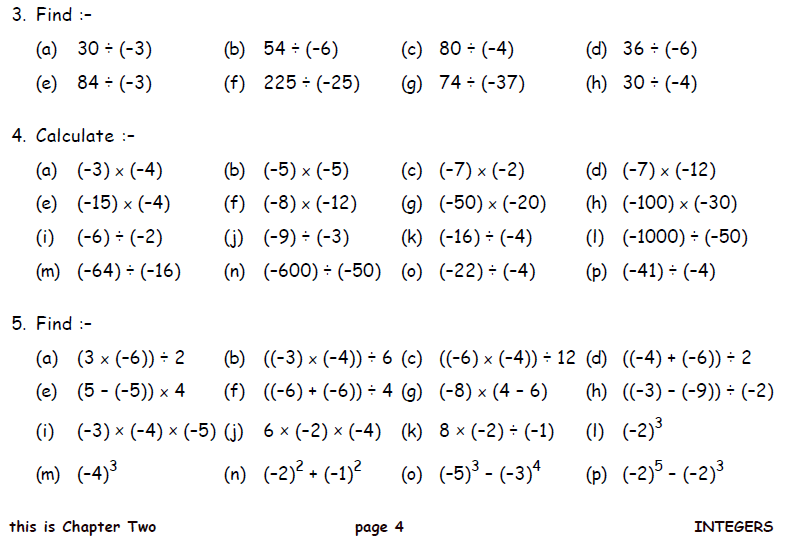 3. Find :-
(a) 30 ÷ (-3) (b) 54 ÷ (-6) (c) 80 ÷ (-4) (d) 36 ÷ (-6)
(e) 84 ÷ (-3) (f) 225 ÷ (-25) (g) 74 ÷ (-37) (h) 30 ÷ (-4)
4. Calculate :-
(a) (-3) × (-4) (b) (-5) × (-5) (c) (-7) × (-2) (d) (-7) × (-12)
(e) (-15) × (-4) (f) (-8) × (-12) (g) (-50) × (-20) (h) (-100) × (-30)
(i) (-6) ÷ (-2) (j) (-9) ÷ (-3) (k) (-16) ÷ (-4) (l) (-1000) ÷ (-50)
(m) (-64) ÷ (-16) (n) (-600) ÷ (-50) (o) (-22) ÷ (-4) (p) (-41) ÷ (-4)
5. Find :-
(a) (3 × (-6)) ÷ 2 (b) ((-3) × (-4)) ÷ 6 (c) ((-6) × (-4)) ÷ 12 (d) ((-4) + (-6)) ÷ 2
(e) (5 - (-5)) × 4 (f) ((-6) + (-6)) ÷ 4 (g) (-8) × (4 - 6) (h) ((-3) - (-9)) ÷ (-2)
(i) (-3) × (-4) × (-5) (j) 6 × (-2) × (-4) (k) 8 × (-2) ÷ (-1) (l) (-2)³
(m) (-4)³ (n) (-2)² + (-1)² (o) (-5)³ - (-3)⁴ (p) (-2)⁵ - (-2)³
this is Chapter Two page 4 INTEGERS